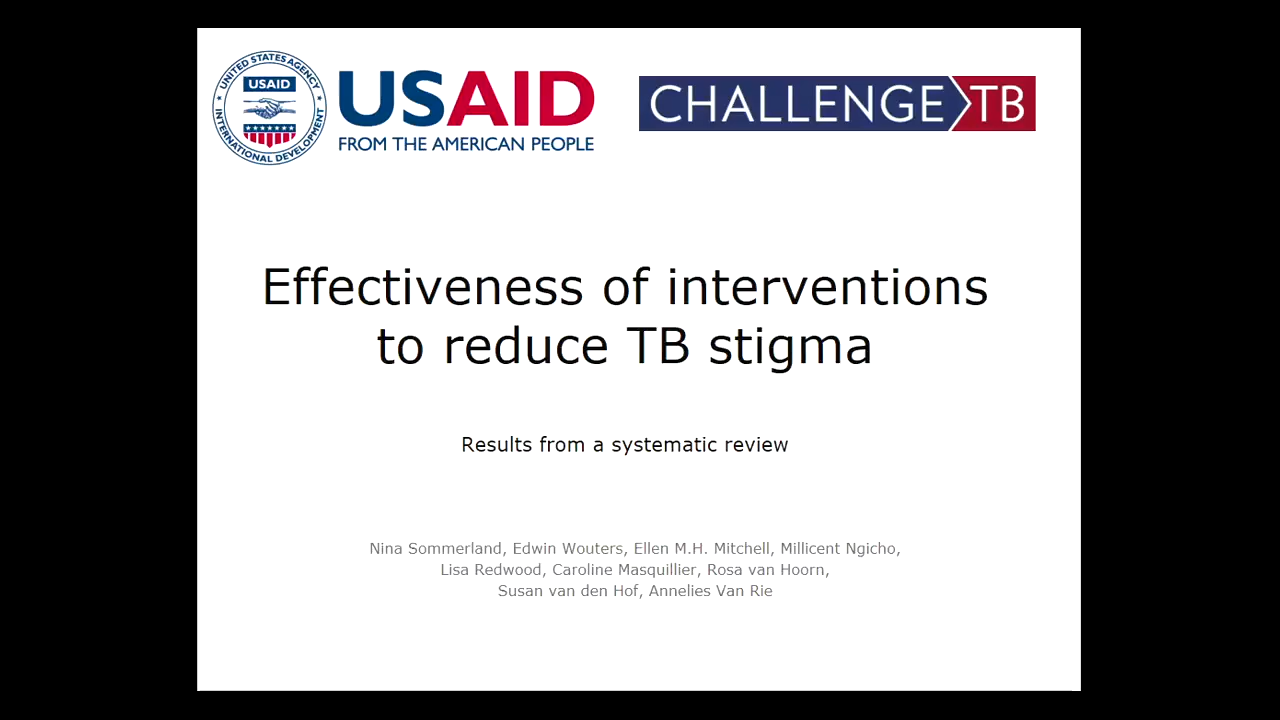 UNITED STATES AGENCY
USAID
INTERNATIONAL DEVELOPMENT
USAID
FROM THE AMERICAN PEOPLE
CHALLENGE TB
Effectiveness of interventions
to reduce TB stigma
Results from a systematic review
Nina Sommerland, Edwin Wouters, Ellen M.H. Mitchell, Millicent Ngicho,
Lisa Redwood, Caroline Masquillier, Rosa van Hoorn,
Susan van den Hof, Annelies Van Rie